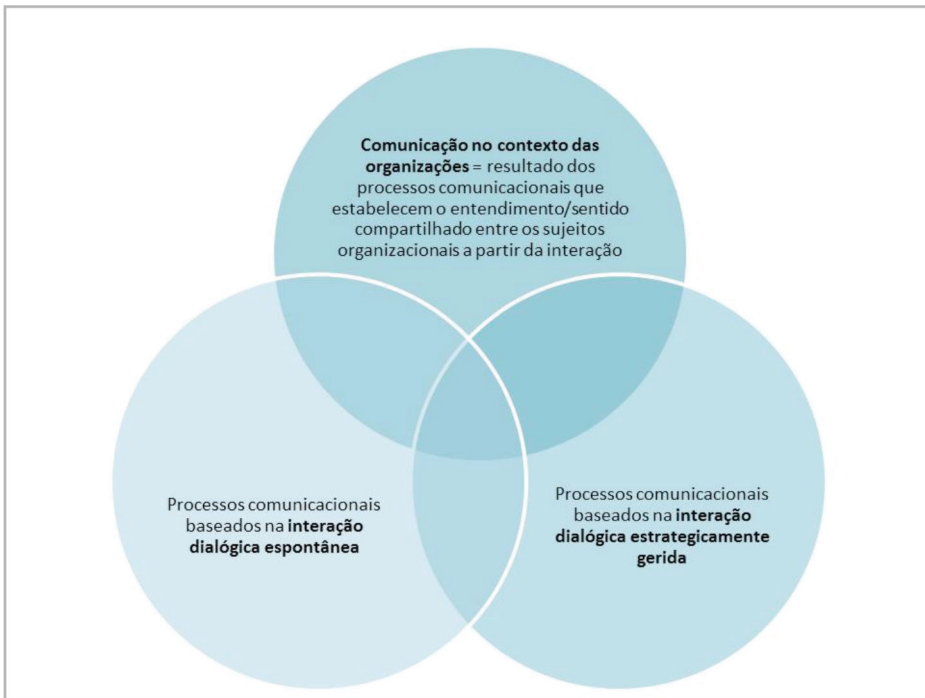 Comunicação no contexto das
organizações = resultado dos
processos comunicacionais que
estabelecem o entendimento/sentido
compartilhado entre os sujeitos
organizacionais a partir da interação
Processos comunicacionais
baseados na interação
dialógica espontânea
Processos comunicacionais
baseados na interação
dialógica estrategicamente
gerida